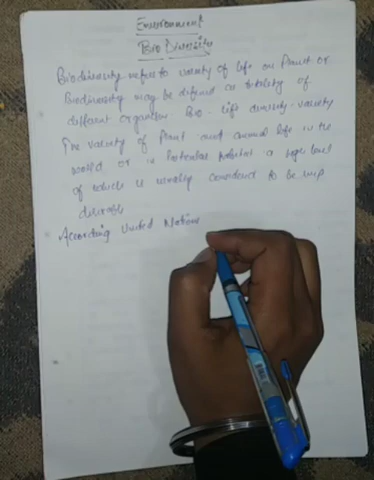 Environment
Bio Diversity
Biodiversity refers to variety of life on Planet or
Biodiversity may be defined as totality of
different organism Bio - life diversity - variety
The variety of plant and animal life in the
world or in particular habitat a high level
of which is usually considered to be
desirable
According United Nation